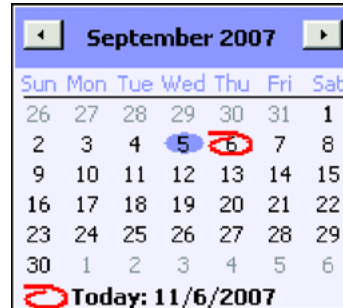 September 2007
Sun Mon Tue Wed Thu Fri Sat
26 27 28 29 30 31 1
2 3 4 5 6 7 8
9 10 11 12 13 14 15
16 17 18 19 20 21 22
23 24 25 26 27 28 29
30 1 2 3 4 5 6
Today: 11/6/2007